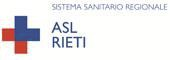 SISTEMA SANITARIO REGIONALE
ASL
RIETI